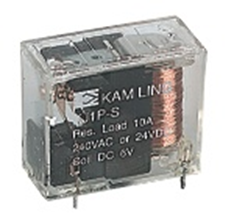 KAM LING
1P-S
Res. Load 10A
240VAC or 24VDC
Coil DC 6V